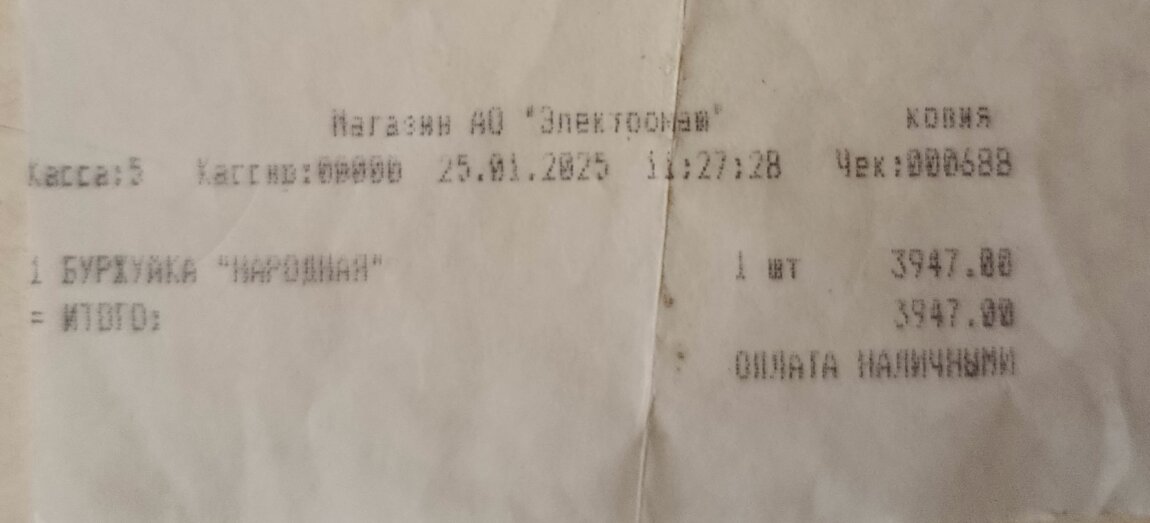 Магазин АО "Электромаш" копия
Касса:5 Кассир:00000 25.01.2025 11:27:28 Чек:000688
1 БУРЖУЙКА "НАРОДНАЯ" 1 шт 3947.00
= ИТОГО: 3947.00
ОПЛАТА НАЛИЧНЫМИ